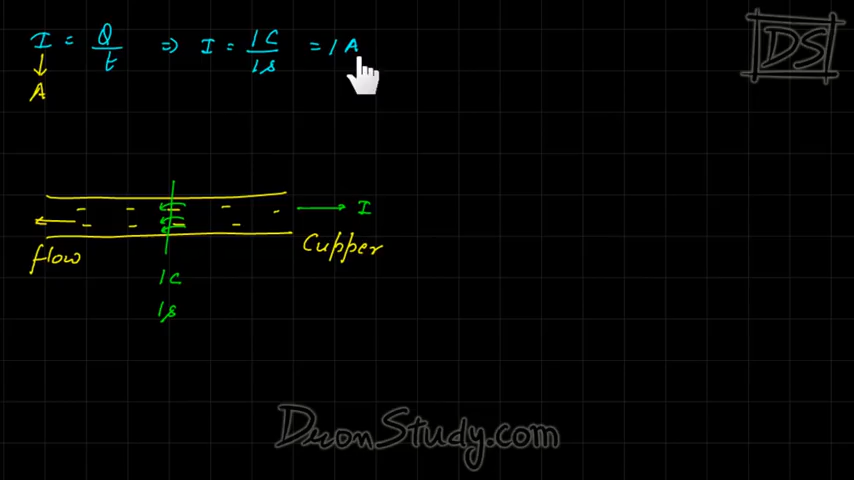 I = Q/t ⇒ I = 1C/1s = 1A
A
DS
I
flow
Cupper
1C
1s
DronStudy.com